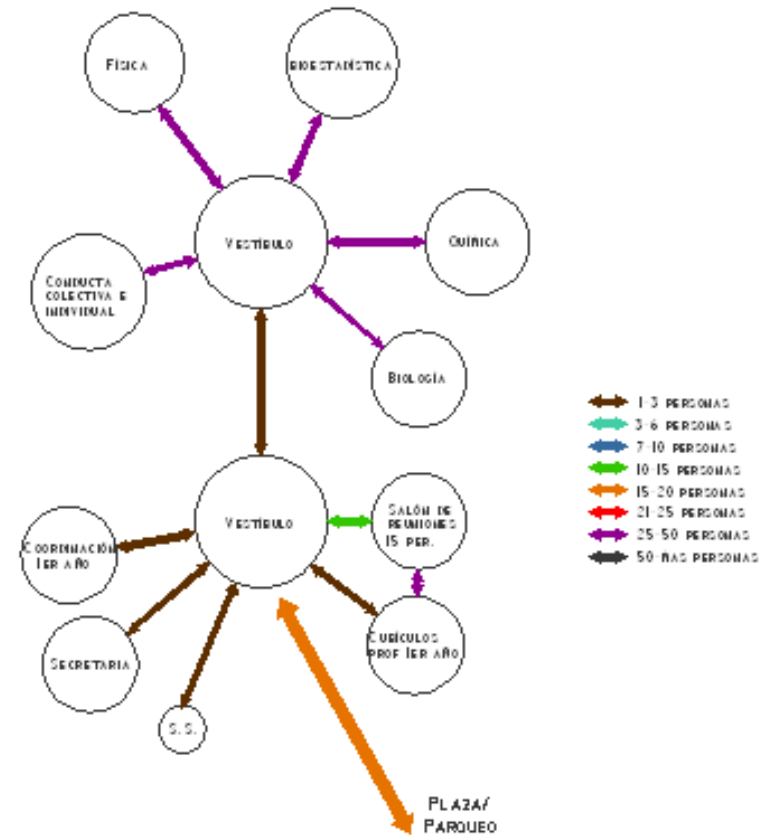 FÍSICA
BIOESTADÍSTICA
VESTÍBULO
QUÍMICA
CONDUCTA
COLECTIVA E
INDIVIDUAL
BIOLOGÍA
1-3 PERSONAS
3-6 PERSONAS
7-10 PERSONAS
10-15 PERSONAS
15-20 PERSONAS
21-25 PERSONAS
25-50 PERSONAS
50-MAS PERSONAS
VESTÍBULO
SALÓN DE
REUNIONES
15 PER.
COORDINACIÓN
1ER AÑO
CUBÍCULOS
PROF 1ER AÑO
SECRETARIA
S.S.
PLAZA/
PARQUEO